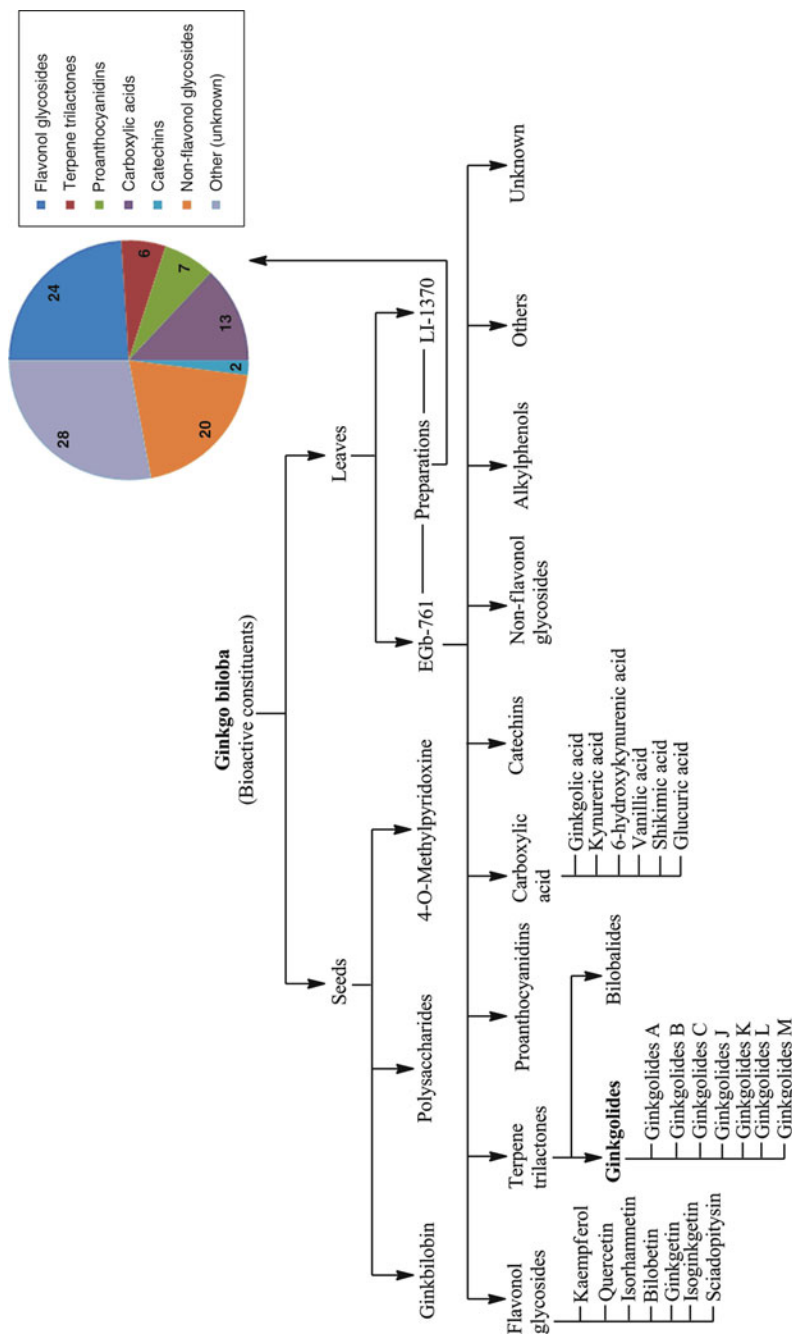 Ginkgo biloba
(Bioactive constituents)
24
6
7
13
2
20
28
Flavonol glycosides
Terpene trilactones
Proanthocyanidins
Carboxylic acids
Catechins
Non-flavonol glycosides
Other (unknown)
Seeds
Leaves
Ginkbilobin
Polysaccharides
4-O-Methylpyridoxine
EGb-761
Preparations
LI-1370
Flavonol
glycosides
Kaempferol
Quercetin
Isorhamnetin
Bilobetin
Ginkgetin
Isoginkgetin
Sciadopitysin
Terpene
trilactones
Ginkgolides
Ginkgolides A
Ginkgolides B
Ginkgolides C
Ginkgolides J
Ginkgolides K
Ginkgolides L
Ginkgolides M
Bilobalides
Proanthocyanidins
Carboxylic
acid
Ginkgolic acid
Kynureric acid
6-hydroxykynurenic acid
Vanillic acid
Shikimic acid
Glucuric acid
Catechins
Non-flavonol
glycosides
Alkylphenols
Others
Unknown